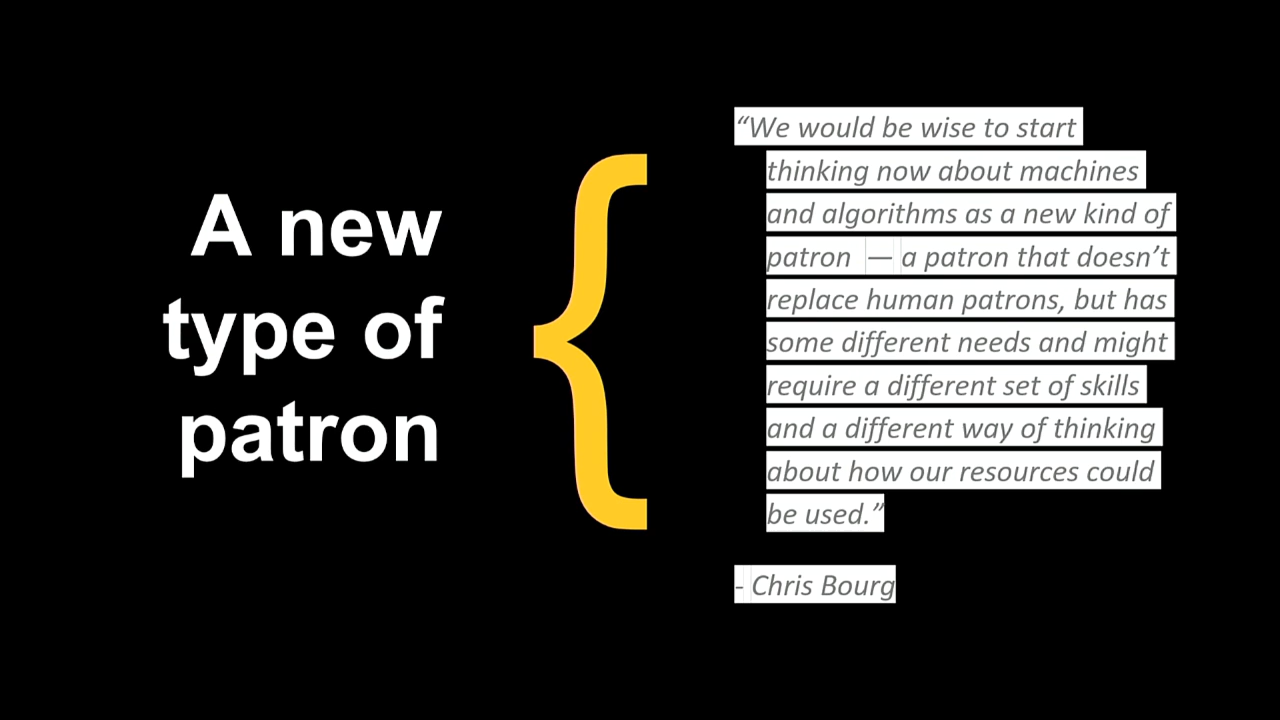 A new
type of
patron
“We would be wise to start
thinking now about machines
and algorithms as a new kind of
patron — a patron that doesn’t
replace human patrons, but has
some different needs and might
require a different set of skills
and a different way of thinking
about how our resources could
be used.”
- Chris Bourg